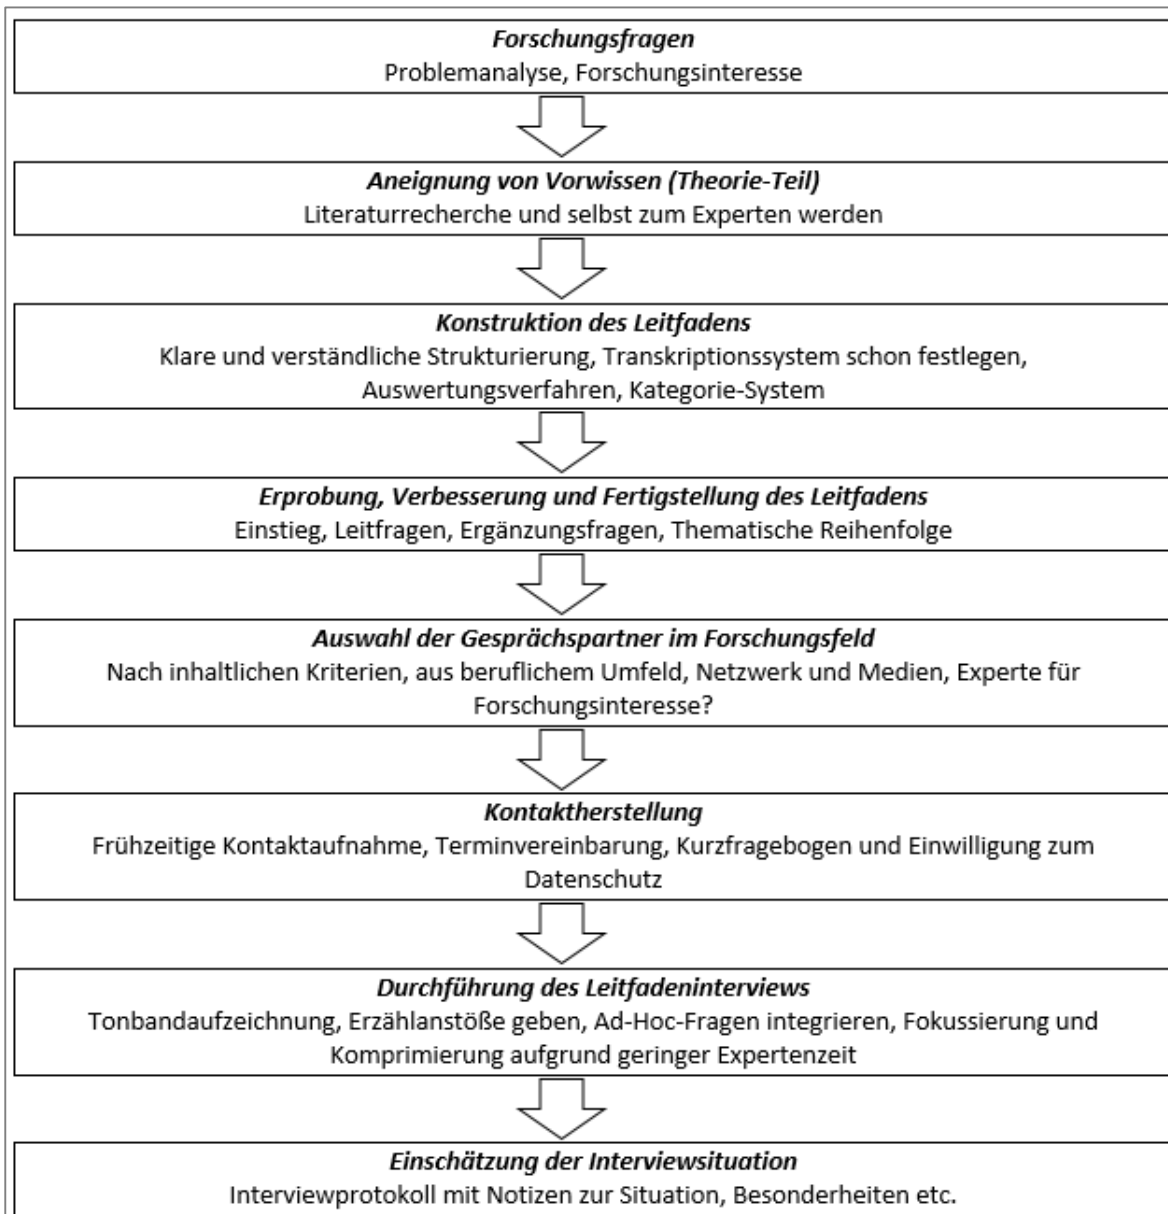 Forschungsfragen
Problemanalyse, Forschungsinteresse
Aneignung von Vorwissen (Theorie-Teil)
Literaturrecherche und selbst zum Experten werden
Konstruktion des Leitfadens
Klare und verständliche Strukturierung, Transkriptionssystem schon festlegen,
Auswertungsverfahren, Kategorie-System
Erprobung, Verbesserung und Fertigstellung des Leitfadens
Einstieg, Leitfragen, Ergänzungsfragen, Thematische Reihenfolge
Auswahl der Gesprächspartner im Forschungsfeld
Nach inhaltlichen Kriterien, aus beruflichem Umfeld, Netzwerk und Medien, Experte für
Forschungsinteresse?
Kontaktherstellung
Frühzeitige Kontaktaufnahme, Terminvereinbarung, Kurzfragebogen und Einwilligung zum
Datenschutz
Durchführung des Leitfadeninterviews
Tonbandaufzeichnung, Erzählanstöße geben, Ad-Hoc-Fragen integrieren, Fokussierung und
Komprimierung aufgrund geringer Expertenzeit
Einschätzung der Interviewsituation
Interviewprotokoll mit Notizen zur Situation, Besonderheiten etc.